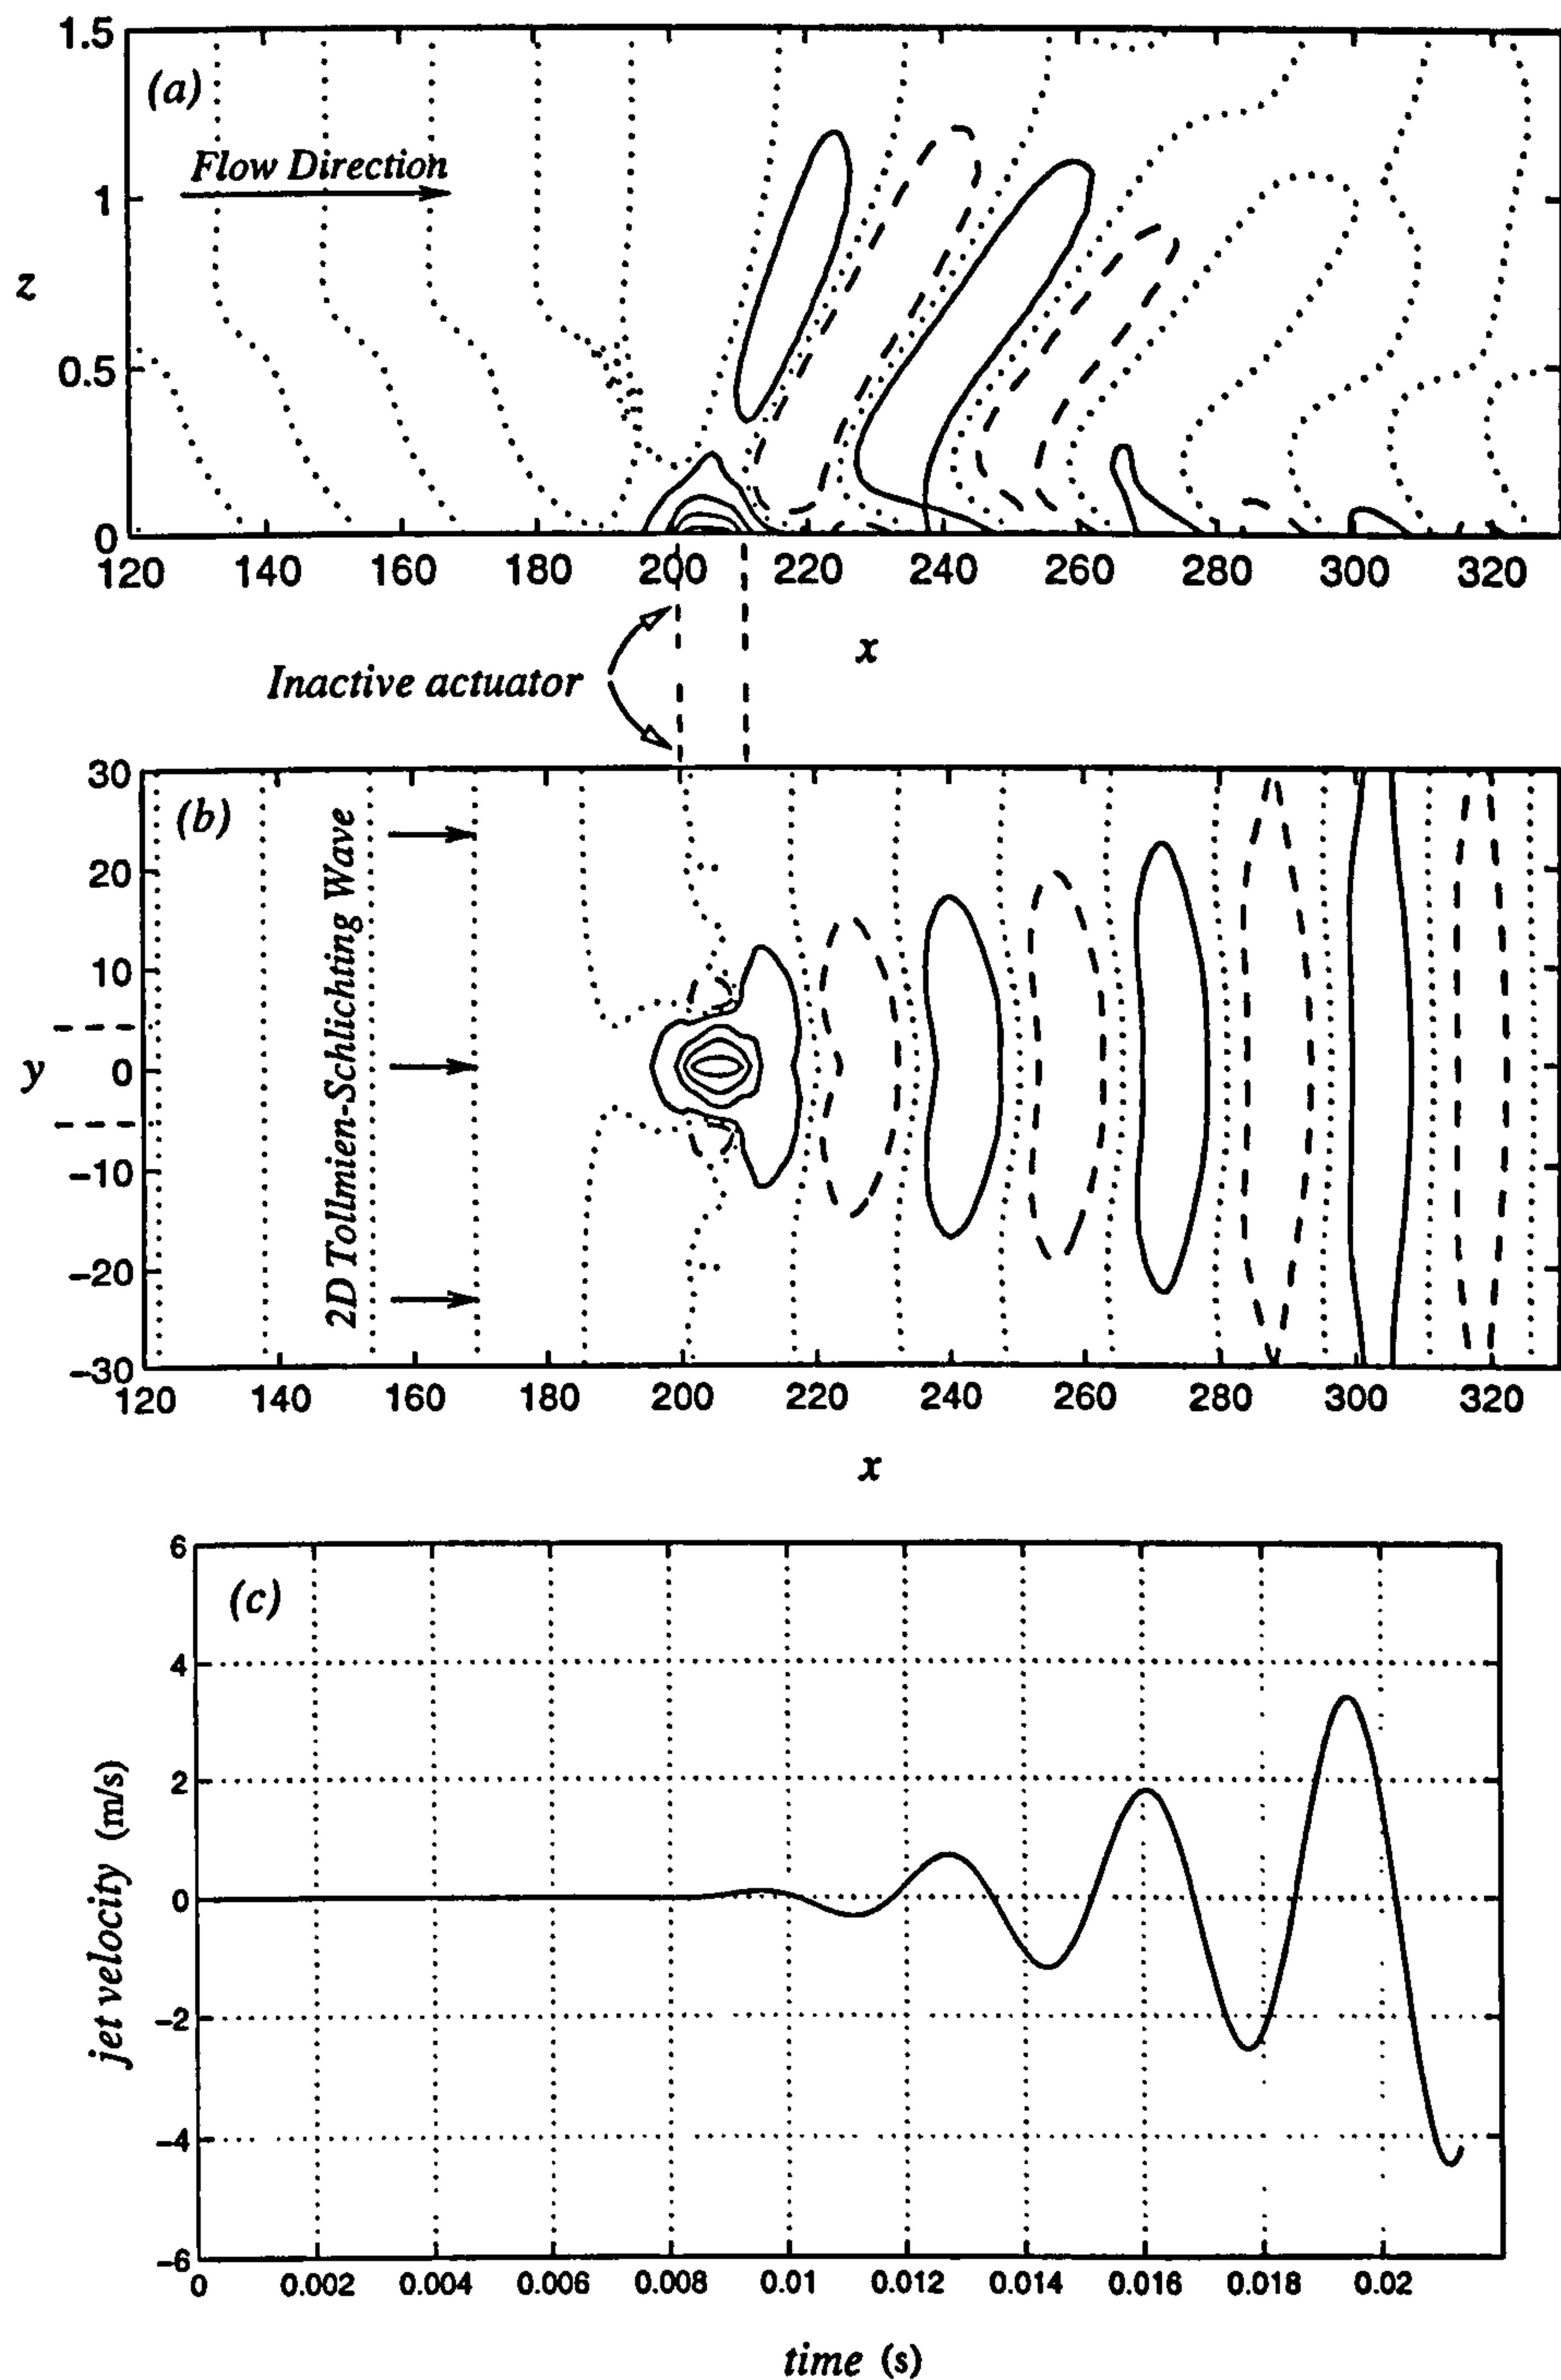 1.5
(a)
Flow Direction
1
z
0.5
0
120 140 160 180 200 220 240 260 280 300 320
x
Inactive actuator
30
(b)
20
10
y
0
−10
−20
−30
2D Tollmien-Schlichting Wave
120 140 160 180 200 220 240 260 280 300 320
x
6
(c)
4
2
0
−2
−4
−6
jet velocity (m/s)
0 0.002 0.004 0.006 0.008 0.01 0.012 0.014 0.016 0.018 0.02
time (s)